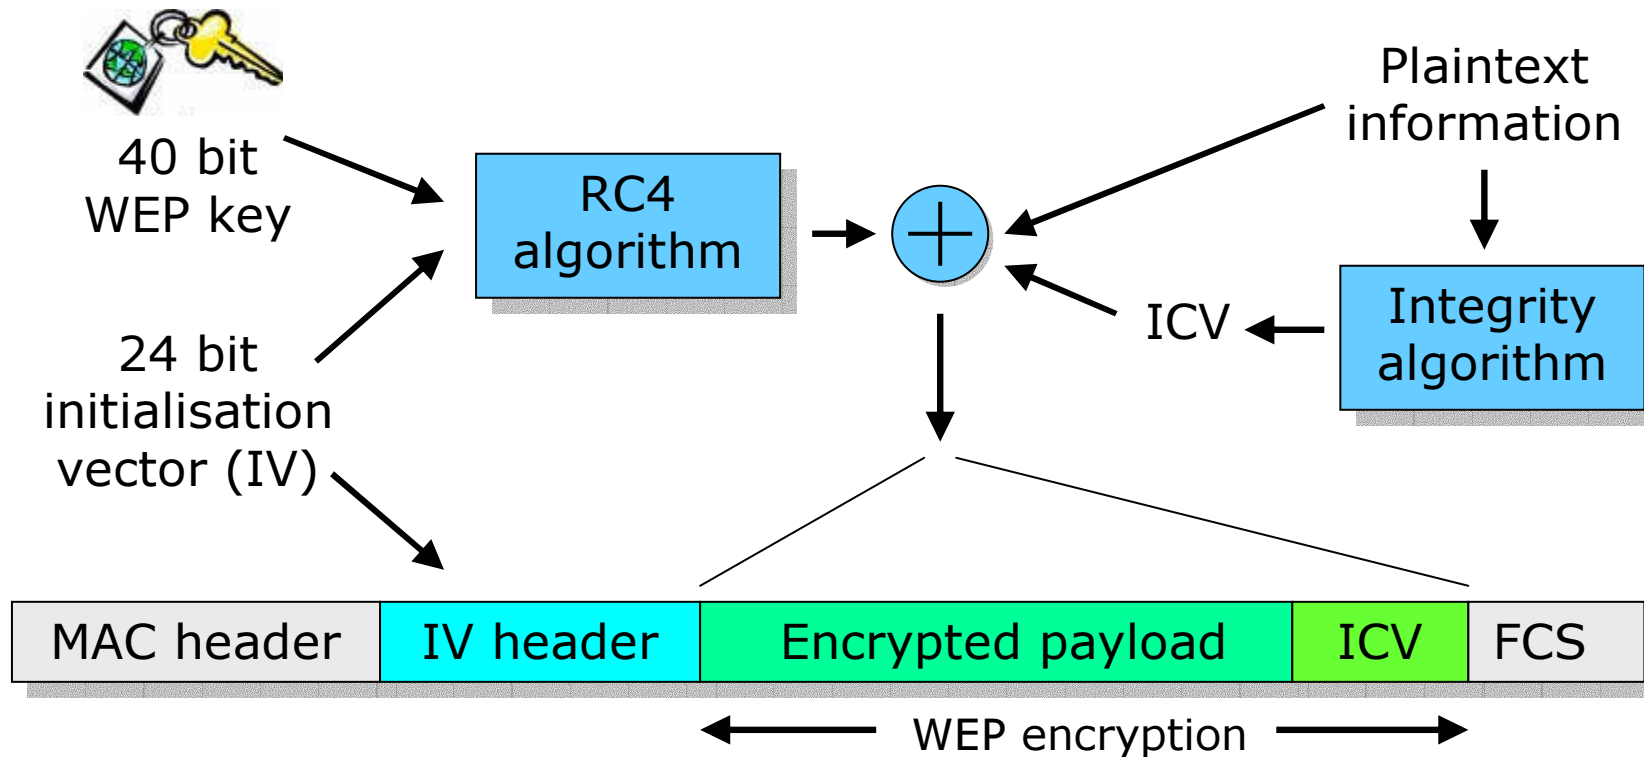 40 bit
WEP key
RC4
algorithm
Plaintext
information
24 bit
initialisation
vector (IV)
ICV
Integrity
algorithm
MAC header
IV header
Encrypted payload
ICV
FCS
WEP encryption